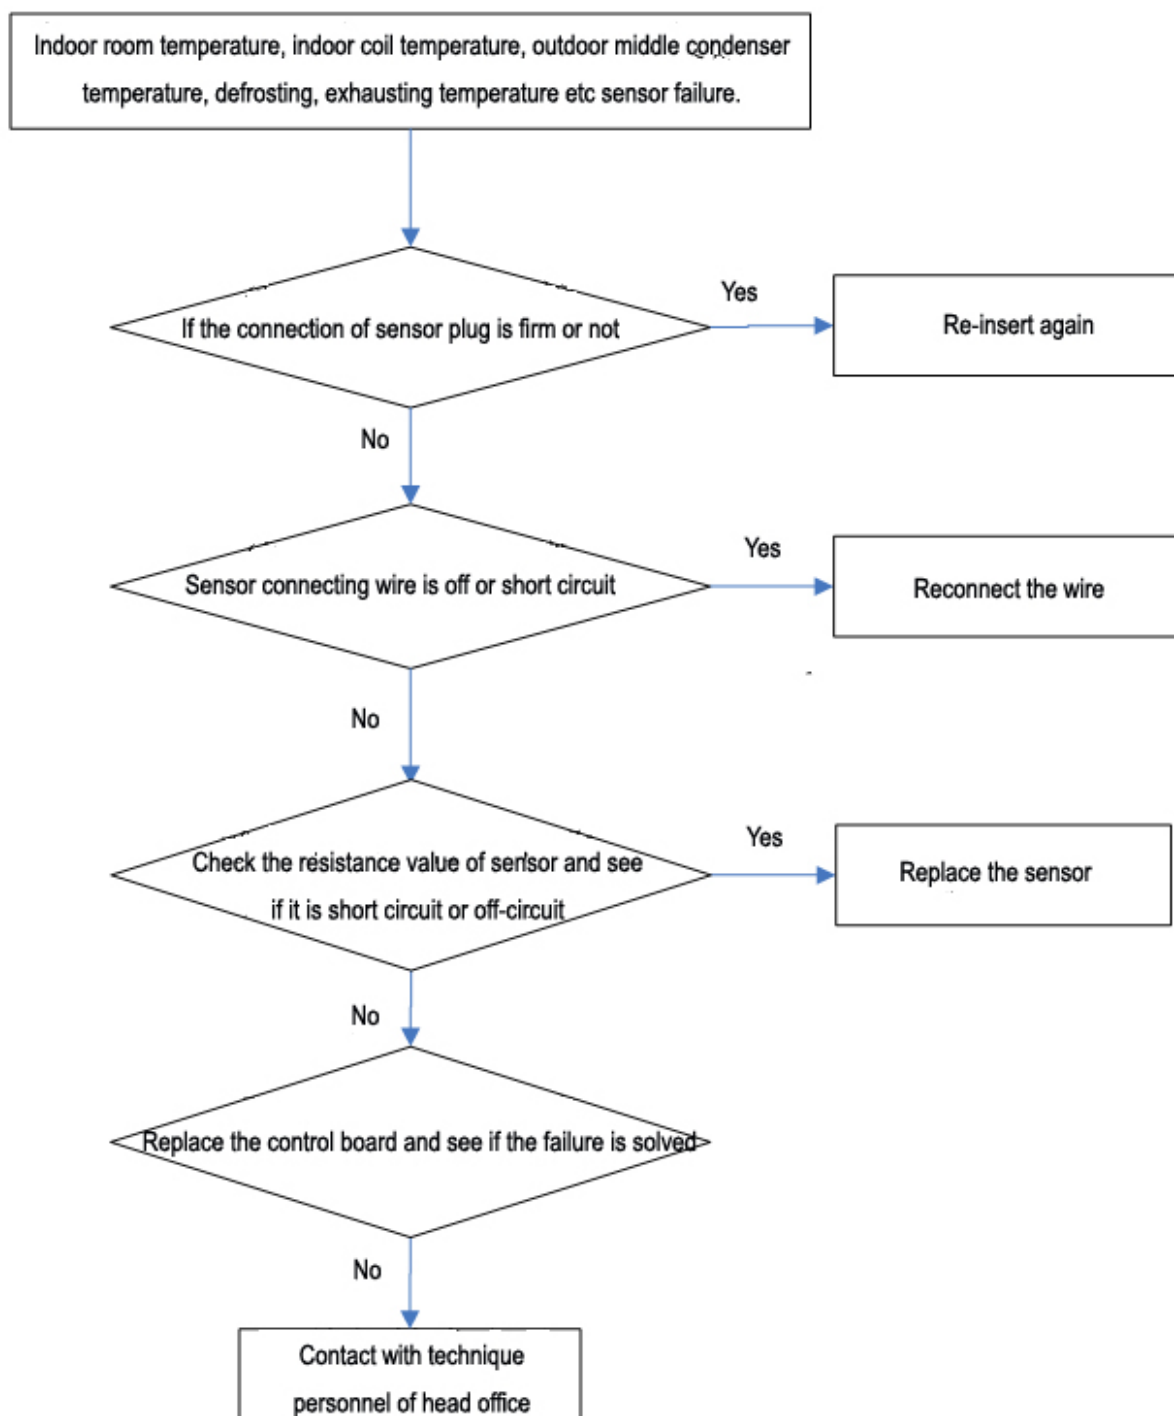 Indoor room temperature, indoor coil temperature, outdoor middle condenser
temperature, defrosting, exhausting temperature etc sensor failure.
If the connection of sensor plug is firm or not
Yes
Re-insert again
No
Sensor connecting wire is off or short circuit
Yes
Reconnect the wire
No
Check the resistance value of sensor and see
if it is short circuit or off-circuit
Yes
Replace the sensor
No
Replace the control board and see if the failure is solved
No
Contact with technique
personnel of head office